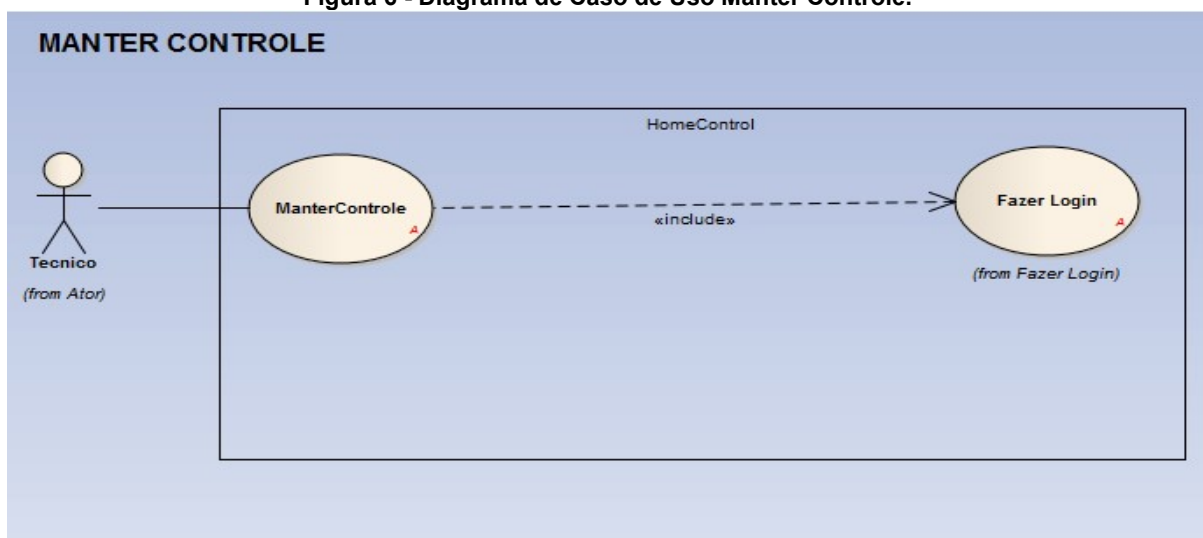 Figura 6 - Diagrama de Caso de Uso Manter Controle.
MANTER CONTROLE
HomeControl
ManterControle
A
«include»
Fazer Login
A
(from Fazer Login)
Tecnico
(from Ator)